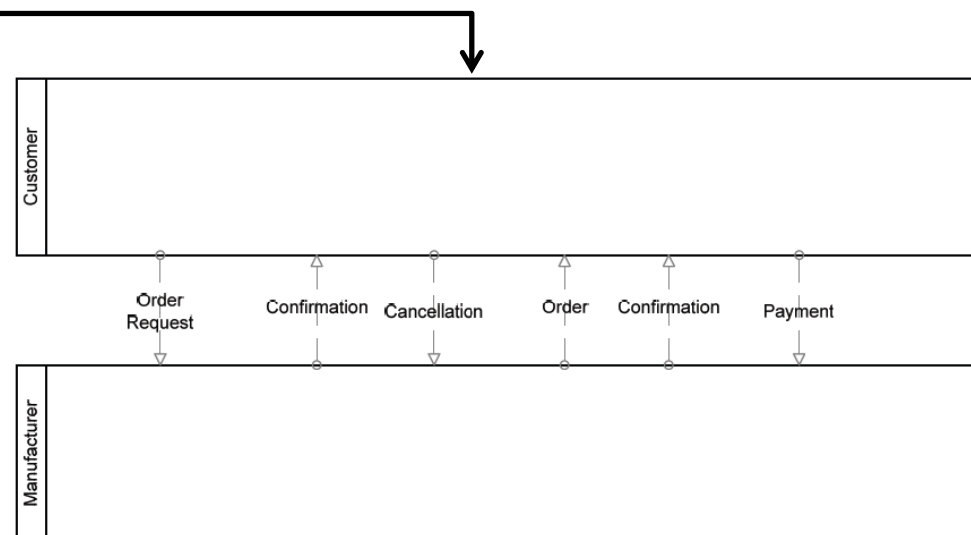 Customer
Order
Request
Confirmation
Cancellation
Order
Confirmation
Payment
Manufacturer